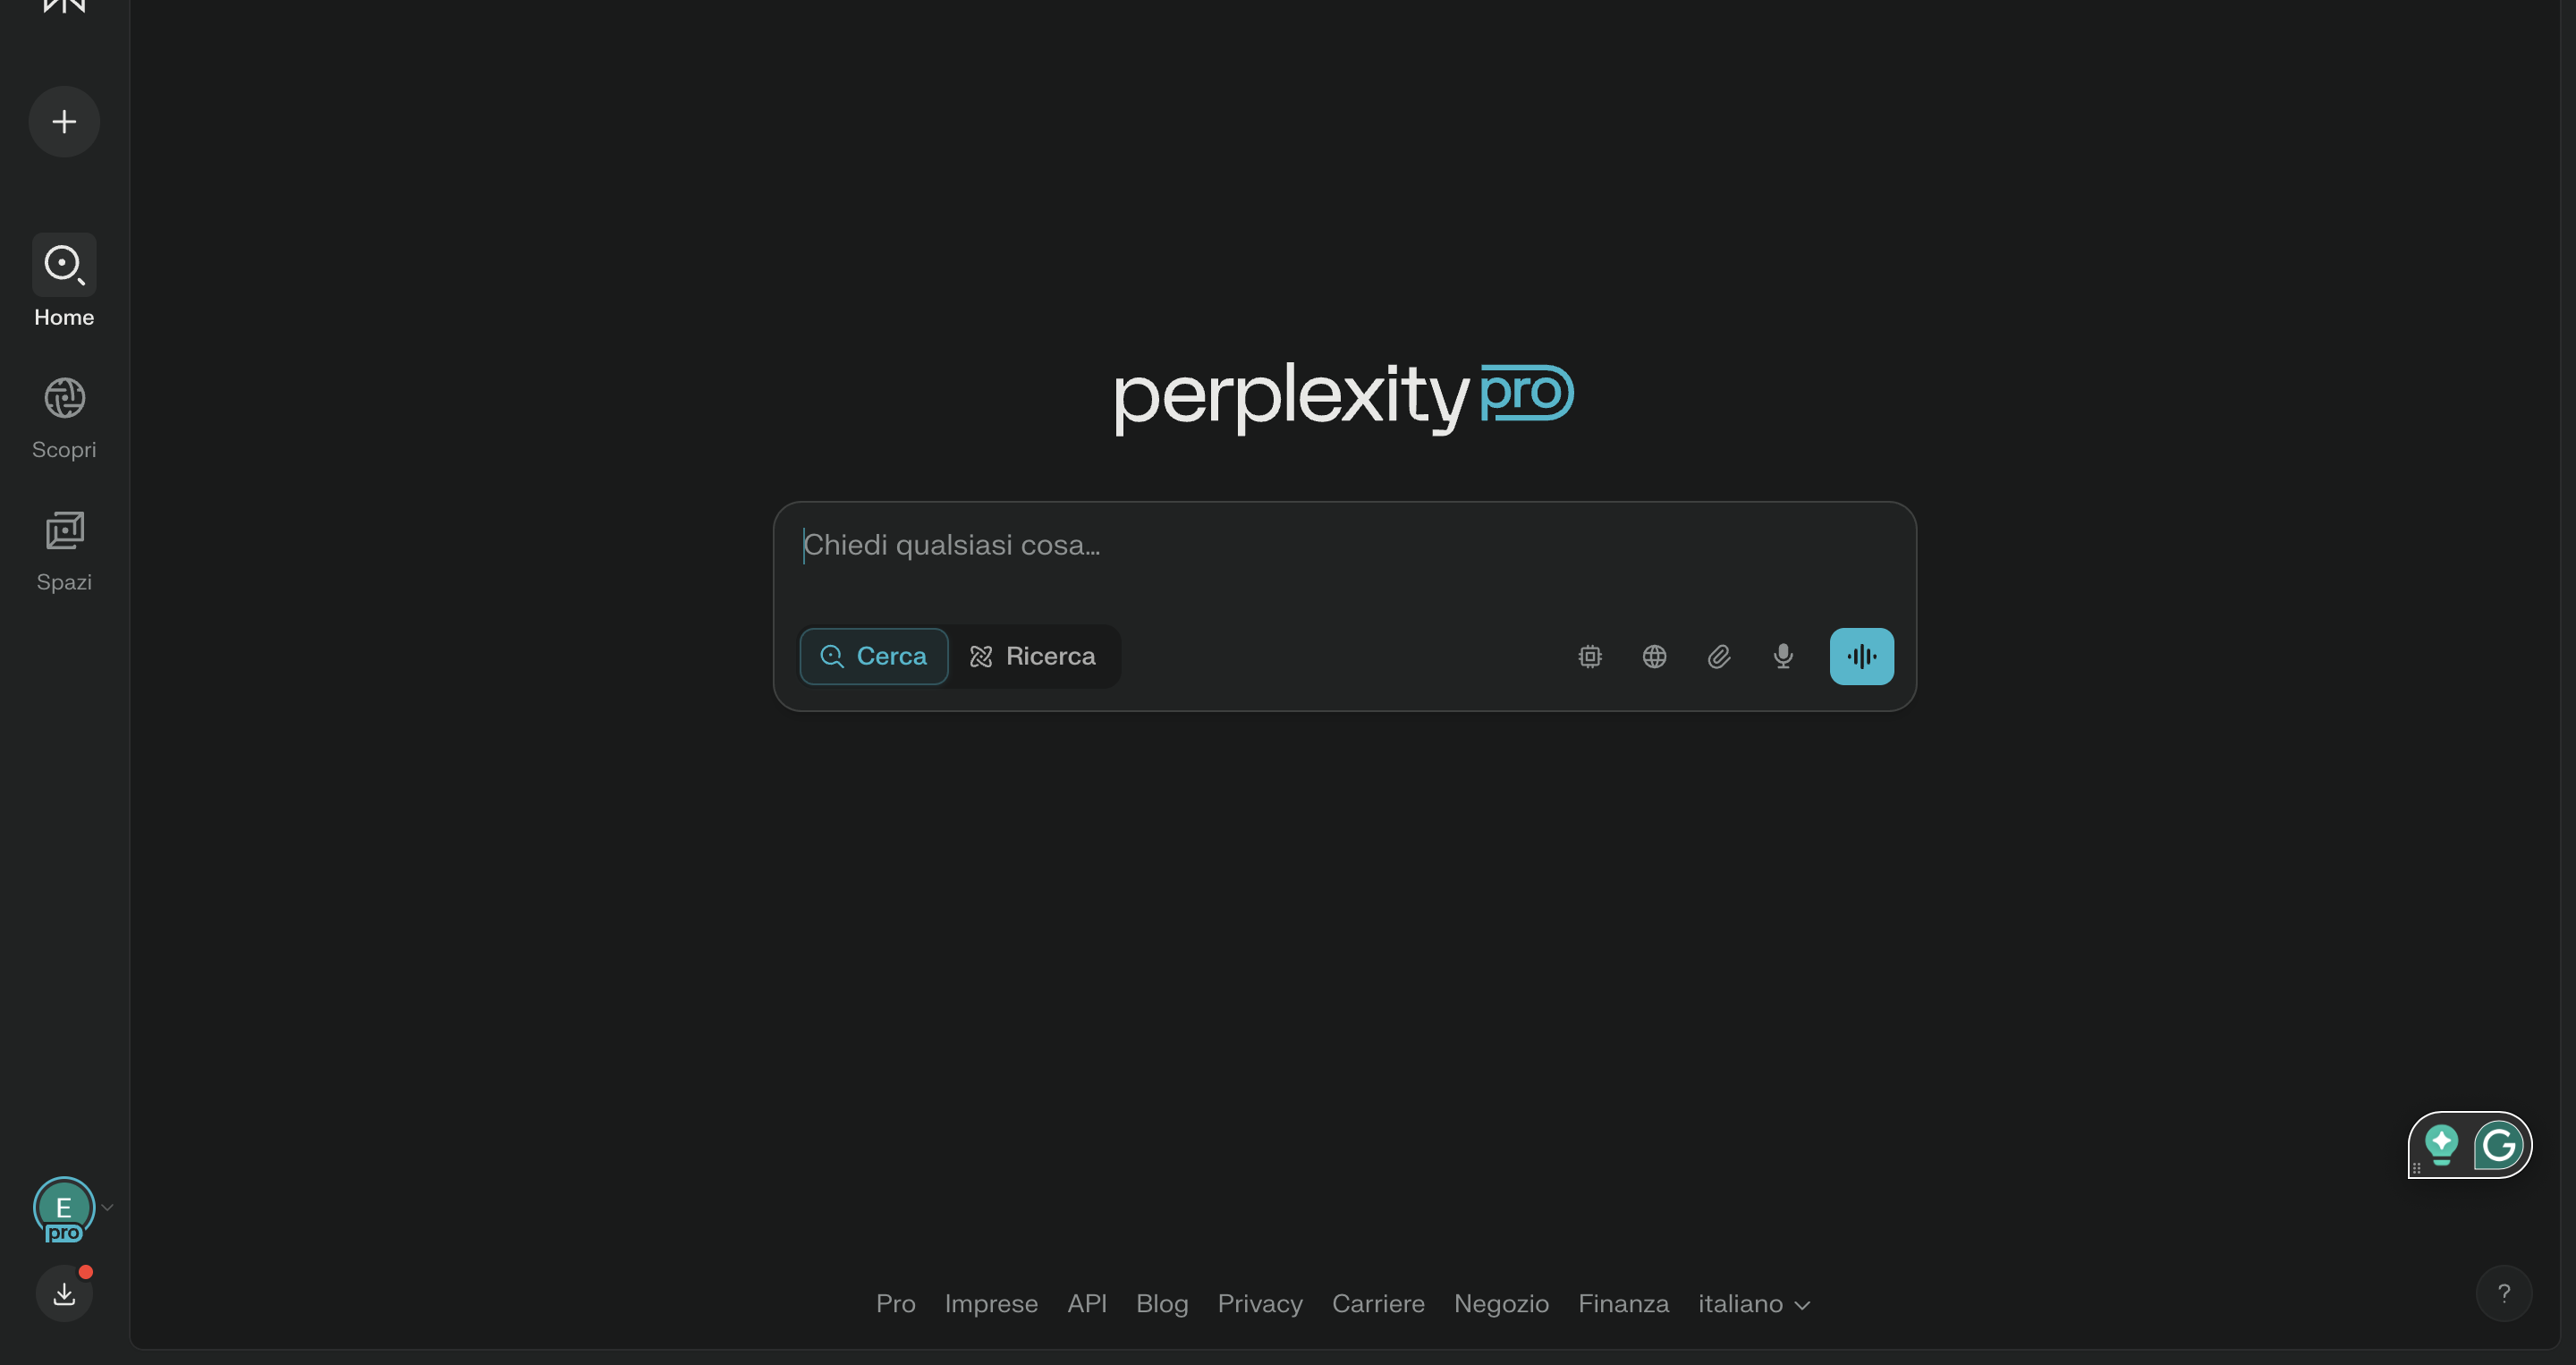 Home
Scopri
Spazi
perplexity pro
Chiedi qualsiasi cosa...
Cerca
Ricerca
E
pro
Pro Imprese API Blog Privacy Carriere Negozio Finanza italiano
?